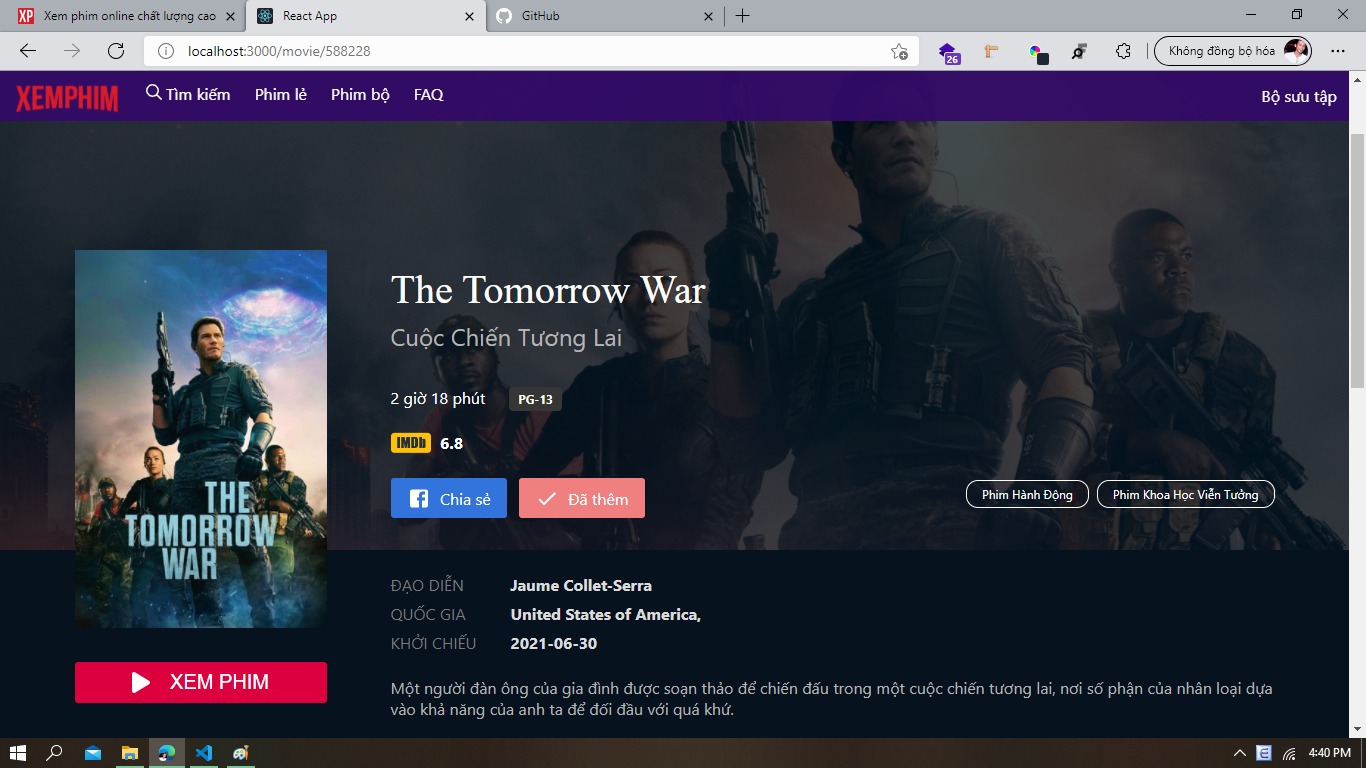 Xem phim online chất lượng cao
React App
GitHub
localhost:3000/movie/588228
26
Không đồng bộ hóa
XEMPHIM
Tìm kiếm
Phim lẻ
Phim bộ
FAQ
Bộ sưu tập
The Tomorrow War
Cuộc Chiến Tương Lai
2 giờ 18 phút
PG-13
IMDb 6.8
Chia sẻ
Đã thêm
Phim Hành Động
Phim Khoa Học Viễn Tưởng
THE
TOMORROW
WAR
XEM PHIM
ĐẠO DIỄN Jaume Collet-Serra
QUỐC GIA United States of America,
KHỞI CHIẾU 2021-06-30
Một người đàn ông của gia đình được soạn thảo để chiến đấu trong một cuộc chiến tương lai, nơi số phận của nhân loại dựa
vào khả năng của anh ta để đối đầu với quá khứ.
4:40 PM